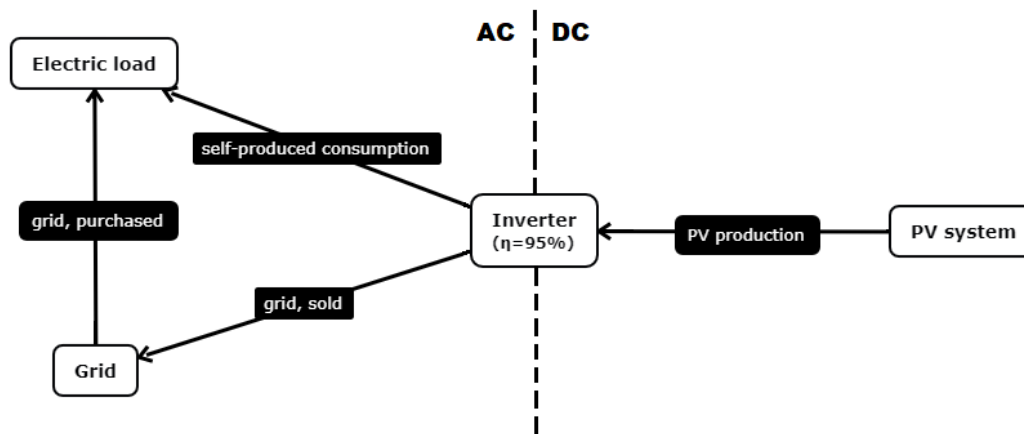 AC
DC
Electric load
self-produced consumption
grid, purchased
Inverter
(η=95%)
PV production
PV system
grid, sold
Grid